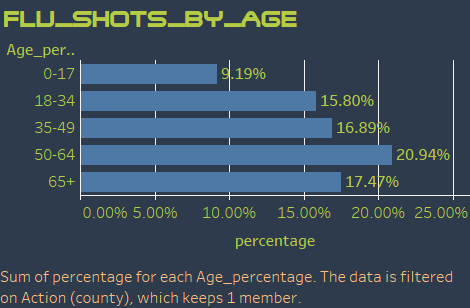 FLU_SHOTS_BY_AGE
Age_per..
0-17 9.19%
18-34 15.80%
35-49 16.89%
50-64 20.94%
65+ 17.47%
0.00% 5.00% 10.00% 15.00% 20.00% 25.00%
percentage
Sum of percentage for each Age_percentage. The data is filtered
on Action (county), which keeps 1 member.